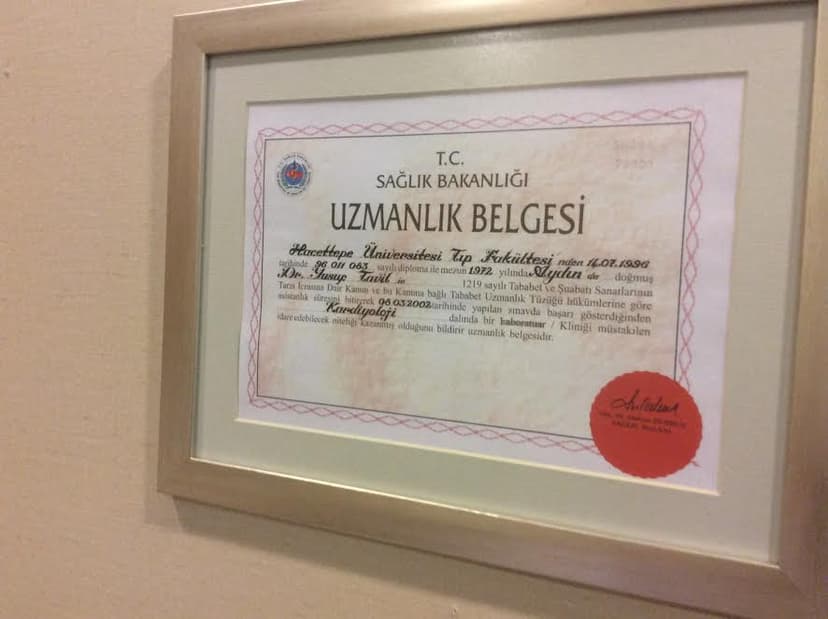 T.C.
SAĞLIK BAKANLIĞI
UZMANLIK BELGESİ
Hacettepe Üniversitesi Tıp Fakültesi nden 14.07.1996
tarihinde 96 011 063 sayılı diploma ile mezun 1972 yılında Aydın da doğmuş
Dr. Yusuf Tavil in 1219 sayılı Tababet ve Şuabatı Sanatlarının
Tarzı İcrasına Dair Kanun ve bu Kanuna bağlı Tababet Uzmanlık Tüzüğü hükümlerine göre
asistanlık süresini bitirerek 06 03 2002 tarihinde yapılan sınavda başarı gösterdiğinden
Kardiyoloji dalında bir laboratuar / Kliniği müstakilen
idare edebilecek niteliği kazanmış olduğunu bildirir uzmanlık belgesidir.